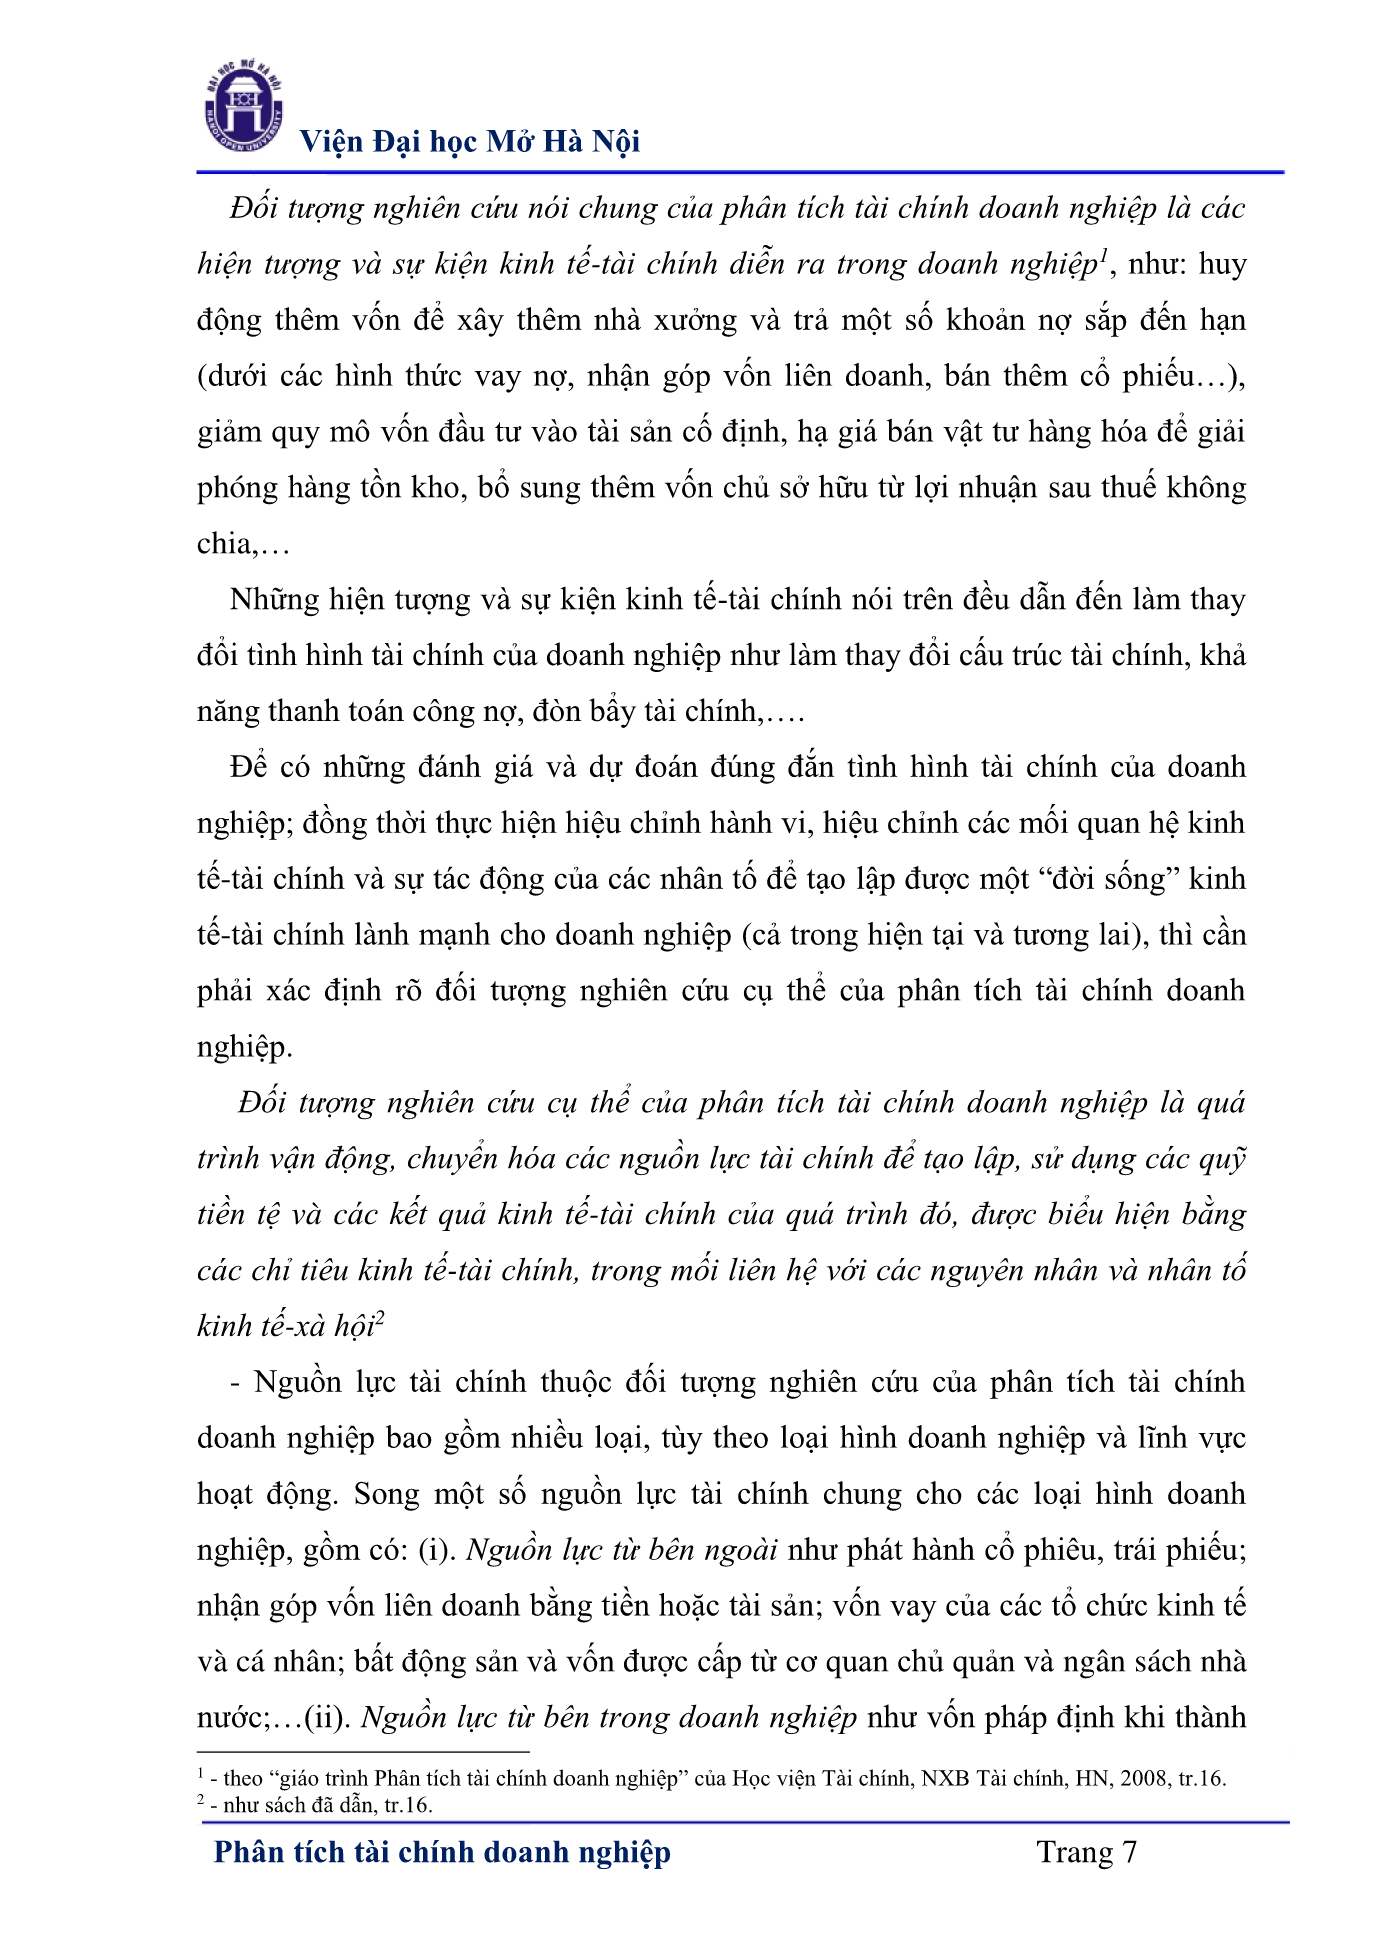 ĐẠI HỌC MỞ HÀ NỘI
HANOI OPEN UNIVERSITY
Viện Đại học Mở Hà Nội
Đối tượng nghiên cứu nói chung của phân tích tài chính doanh nghiệp là các
hiện tượng và sự kiện kinh tế-tài chính diễn ra trong doanh nghiệp1, như: huy
động thêm vốn để xây thêm nhà xưởng và trả một số khoản nợ sắp đến hạn
(dưới các hình thức vay nợ, nhận góp vốn liên doanh, bán thêm cổ phiếu…),
giảm quy mô vốn đầu tư vào tài sản cố định, hạ giá bán vật tư hàng hóa để giải
phóng hàng tồn kho, bổ sung thêm vốn chủ sở hữu từ lợi nhuận sau thuế không
chia,…
Những hiện tượng và sự kiện kinh tế-tài chính nói trên đều dẫn đến làm thay
đổi tình hình tài chính của doanh nghiệp như làm thay đổi cấu trúc tài chính, khả
năng thanh toán công nợ, đòn bẩy tài chính,….
Để có những đánh giá và dự đoán đúng đắn tình hình tài chính của doanh
nghiệp; đồng thời thực hiện hiệu chỉnh hành vi, hiệu chỉnh các mối quan hệ kinh
tế-tài chính và sự tác động của các nhân tố để tạo lập được một “đời sống” kinh
tế-tài chính lành mạnh cho doanh nghiệp (cả trong hiện tại và tương lai), thì cần
phải xác định rõ đối tượng nghiên cứu cụ thể của phân tích tài chính doanh
nghiệp.
Đối tượng nghiên cứu cụ thể của phân tích tài chính doanh nghiệp là quá
trình vận động, chuyển hóa các nguồn lực tài chính để tạo lập, sử dụng các quỹ
tiền tệ và các kết quả kinh tế-tài chính của quá trình đó, được biểu hiện bằng
các chỉ tiêu kinh tế-tài chính, trong mối liên hệ với các nguyên nhân và nhân tố
kinh tế-xà hội2
- Nguồn lực tài chính thuộc đối tượng nghiên cứu của phân tích tài chính
doanh nghiệp bao gồm nhiều loại, tùy theo loại hình doanh nghiệp và lĩnh vực
hoạt động. Song một số nguồn lực tài chính chung cho các loại hình doanh
nghiệp, gồm có: (i). Nguồn lực từ bên ngoài như phát hành cổ phiêu, trái phiếu;
nhận góp vốn liên doanh bằng tiền hoặc tài sản; vốn vay của các tổ chức kinh tế
và cá nhân; bất động sản và vốn được cấp từ cơ quan chủ quản và ngân sách nhà
nước;…(ii). Nguồn lực từ bên trong doanh nghiệp như vốn pháp định khi thành
1 - theo “giáo trình Phân tích tài chính doanh nghiệp” của Học viện Tài chính, NXB Tài chính, HN, 2008, tr.16.
2 - như sách đã dẫn, tr.16.
Phân tích tài chính doanh nghiệp Trang 7